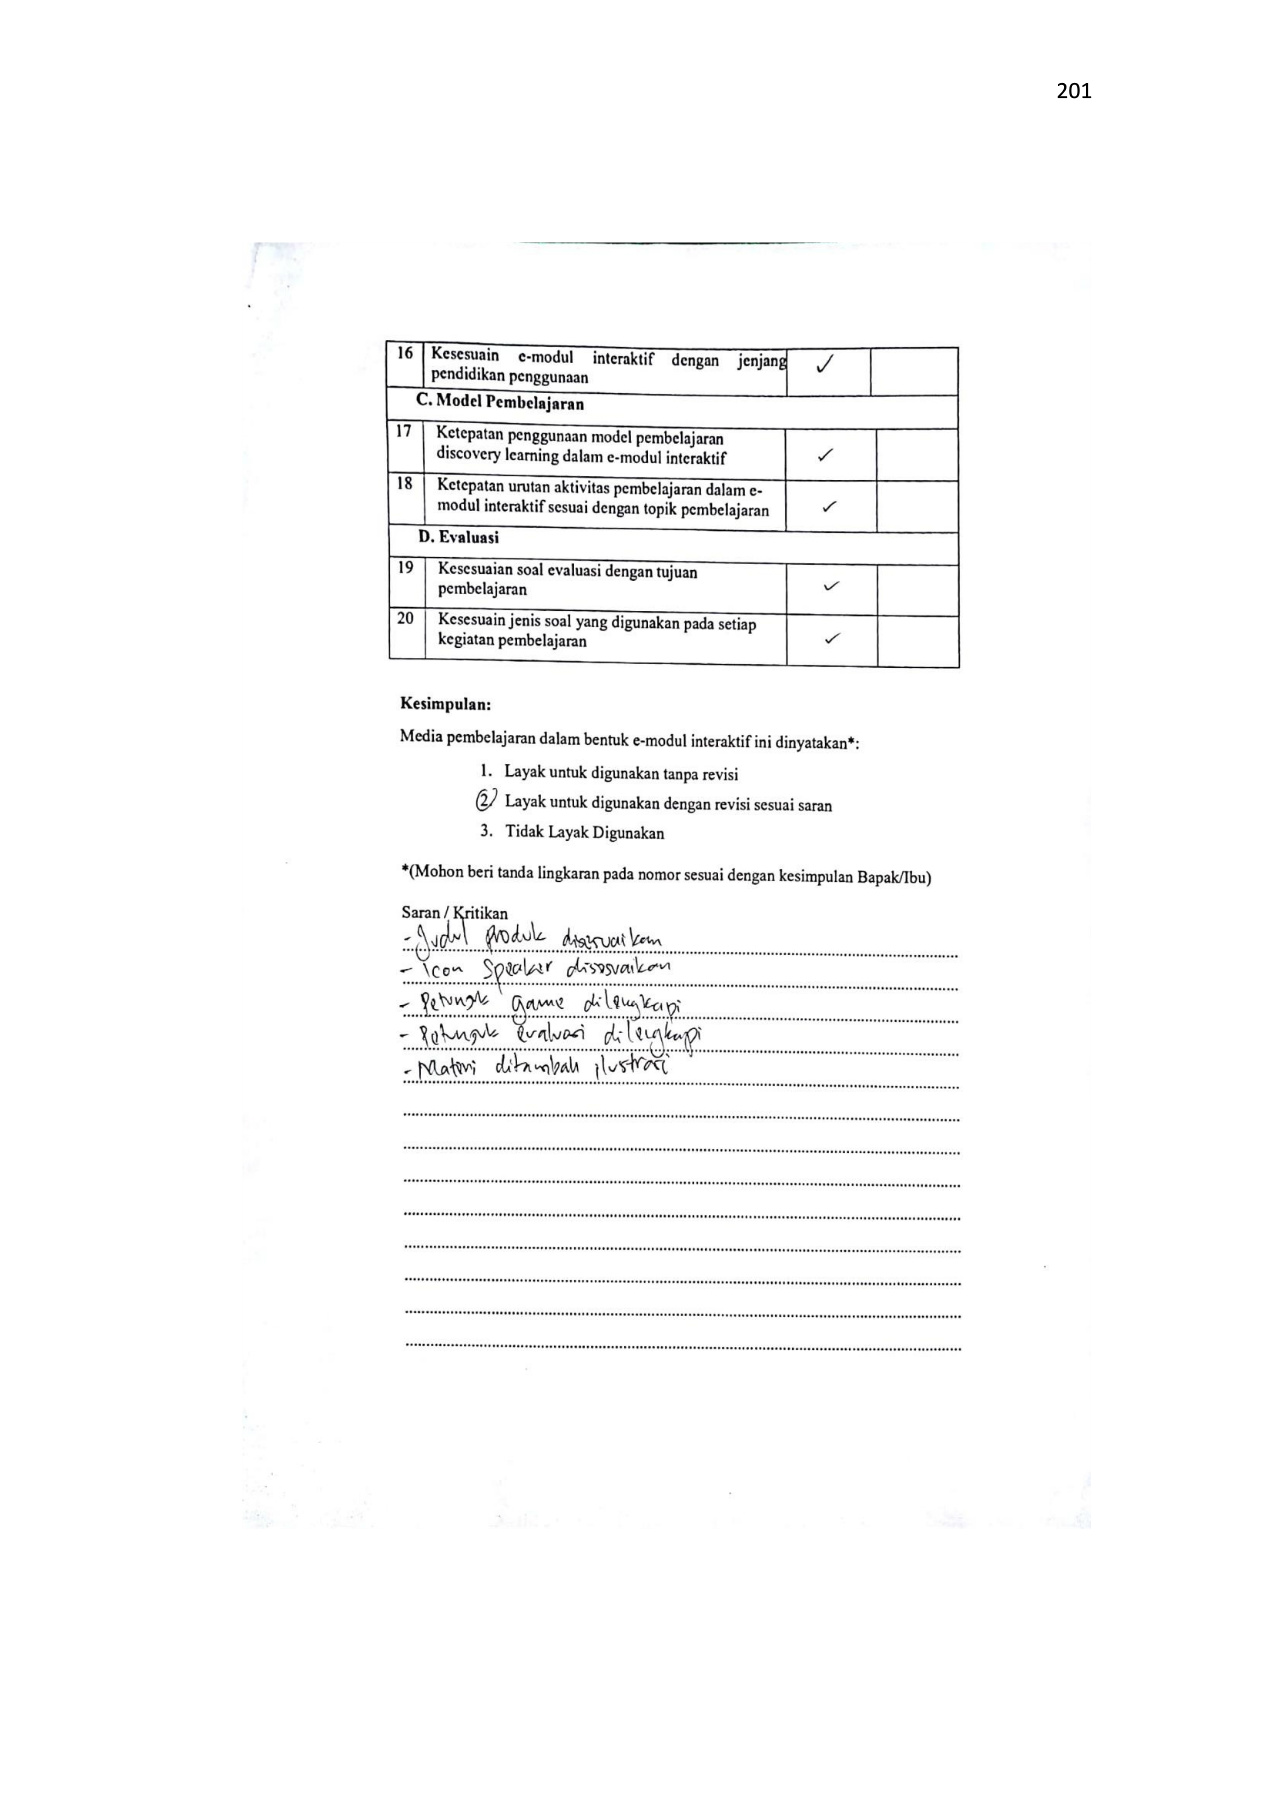 201
16 Kesesuain e-modul interaktif dengan jenjang ✓
pendidikan penggunaan
C. Model Pembelajaran
17 Ketepatan penggunaan model pembelajaran
discovery learning dalam e-modul interaktif ✓
18 Ketepatan urutan aktivitas pembelajaran dalam e-
modul interaktif sesuai dengan topik pembelajaran ✓
D. Evaluasi
19 Kesesuaian soal evaluasi dengan tujuan
pembelajaran ✓
20 Kesesuain jenis soal yang digunakan pada setiap
kegiatan pembelajaran ✓
Kesimpulan:
Media pembelajaran dalam bentuk e-modul interaktif ini dinyatakan*:
1. Layak untuk digunakan tanpa revisi
2. Layak untuk digunakan dengan revisi sesuai saran
3. Tidak Layak Digunakan
*(Mohon beri tanda lingkaran pada nomor sesuai dengan kesimpulan Bapak/Ibu)
Saran / Kritikan
- Judul produk disesuaikan
- Icon Speaker disesuaikan
- Petunjuk game dilengkapi
- Petunjuk evaluasi dilengkapi
- Materi ditambah ilustrasi